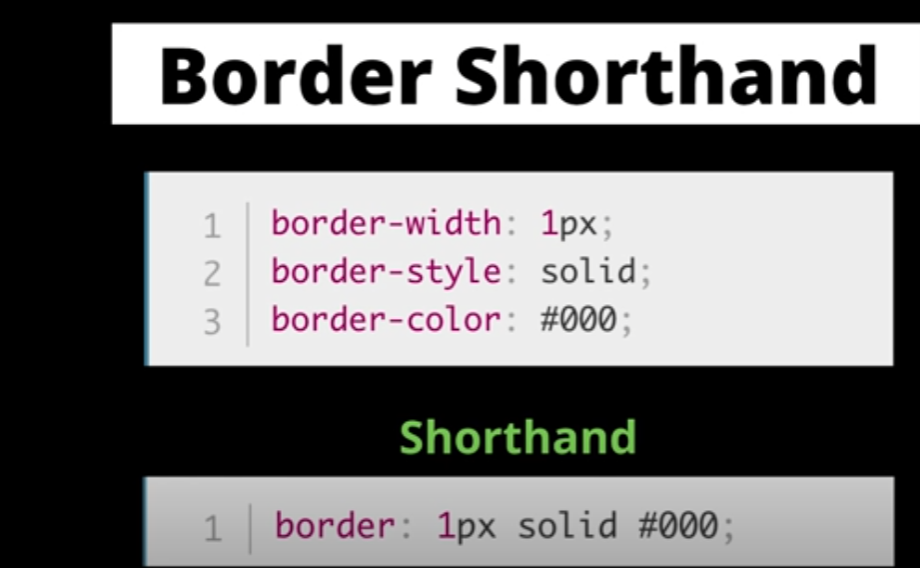 Border Shorthand
1 border-width: 1px;
2 border-style: solid;
3 border-color: #000;
Shorthand
1 border: 1px solid #000;